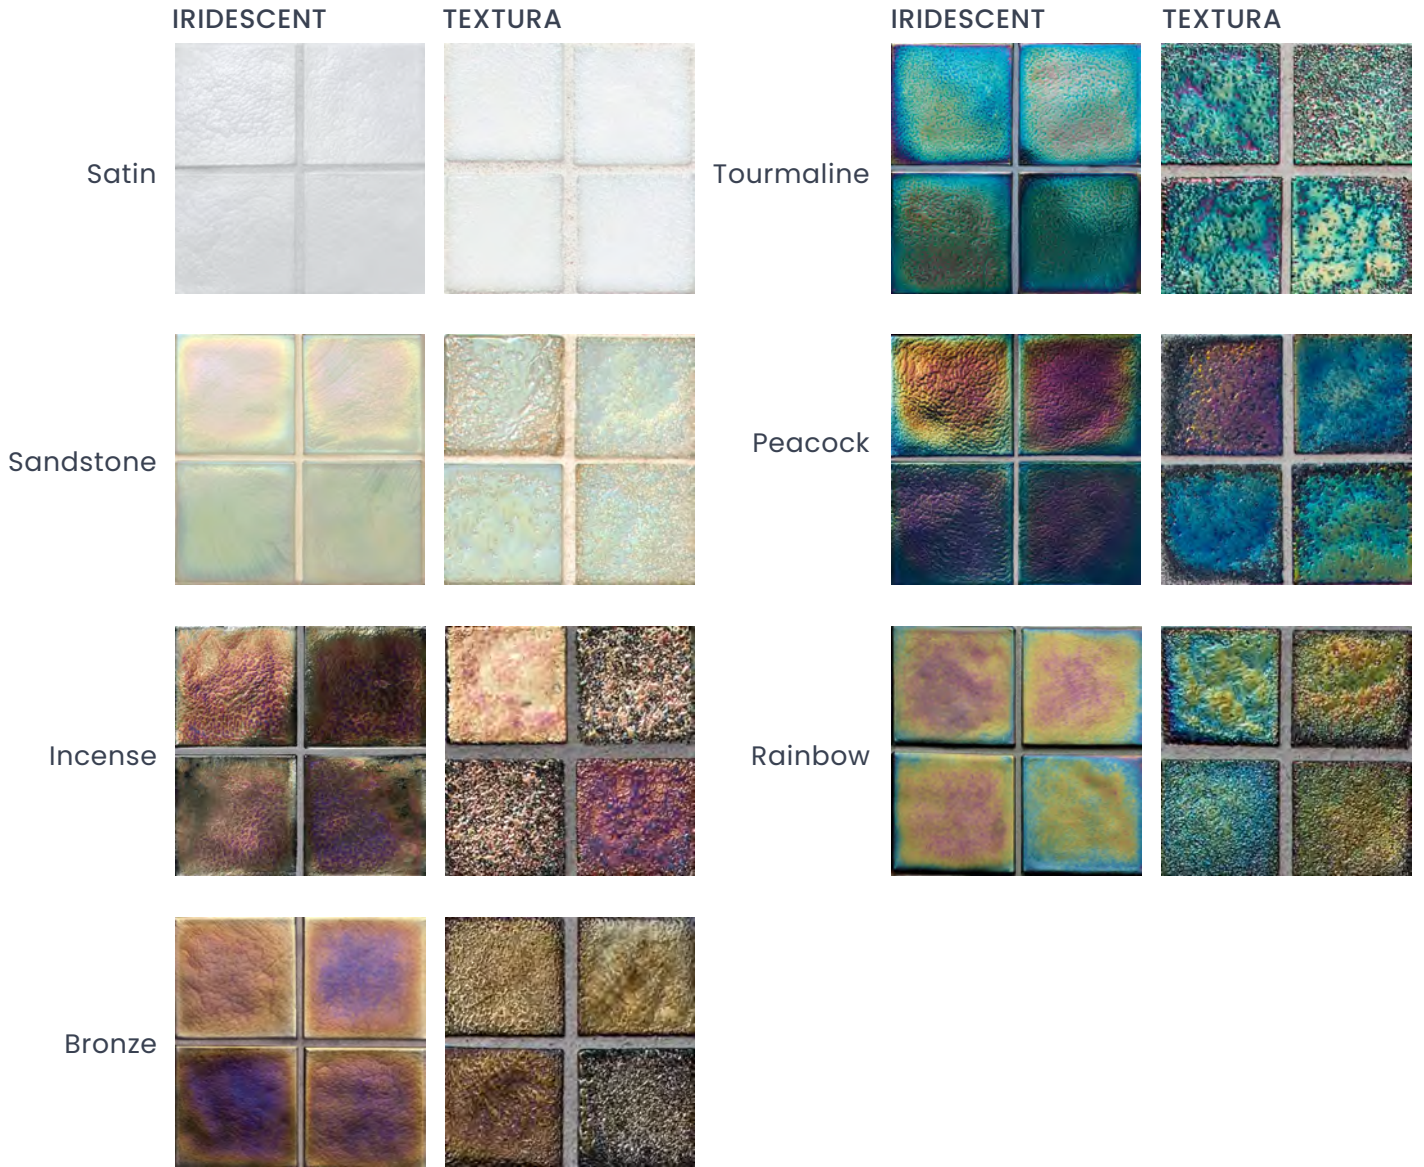 IRIDESCENT TEXTURA
Satin
Sandstone
Incense
Bronze
IRIDESCENT TEXTURA
Tourmaline
Peacock
Rainbow